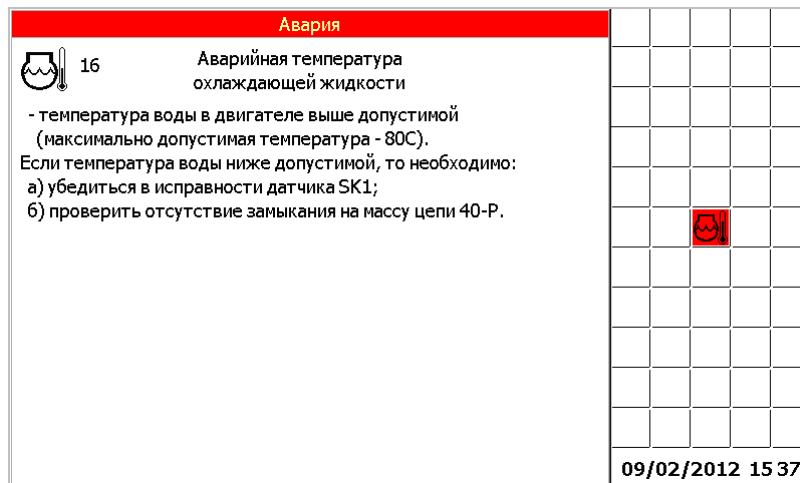 Авария
16
Аварийная температура
охлаждающей жидкости
- температура воды в двигателе выше допустимой
(максимально допустимая температура - 80С).
Если температура воды ниже допустимой, то необходимо:
а) убедиться в исправности датчика SK1;
б) проверить отсутствие замыкания на массу цепи 40-Р.
09/02/2012 15 37